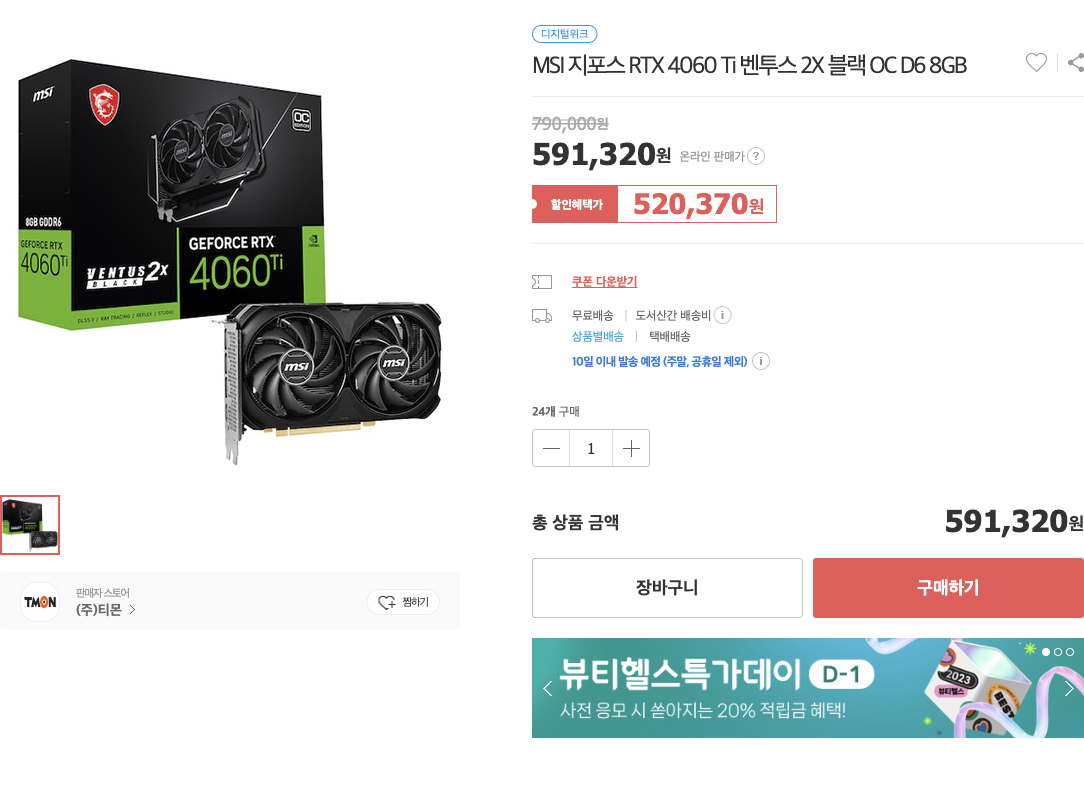 디지털위크
MSI 지포스 RTX 4060 Ti 벤투스 2X 블랙 OC D6 8GB
790,000원
591,320원 온라인 판매가 ?
할인혜택가 520,370원
쿠폰 다운받기
무료배송 | 도서산간 배송비 i
상품별배송 | 택배배송
10일 이내 발송 예정 (주말, 공휴일 제외) i
24개 구매
1
총 상품 금액 591,320원
장바구니 구매하기
뷰티헬스특가데이 D-1
사전 응모 시 쏟아지는 20% 적립금 혜택!
2023
뷰티헬스
BEST
msi
OC
EDITION
msi
msi
8GB GDDR6
GEFORCE RTX
4060Ti
VENTUS 2X
BLACK
GEFORCE RTX
4060Ti
NVIDIA
DLSS 3 / RAY TRACING / REFLEX / STUDIO
msi
msi
TMON
판매자 스토어
(주)티몬
찜하기